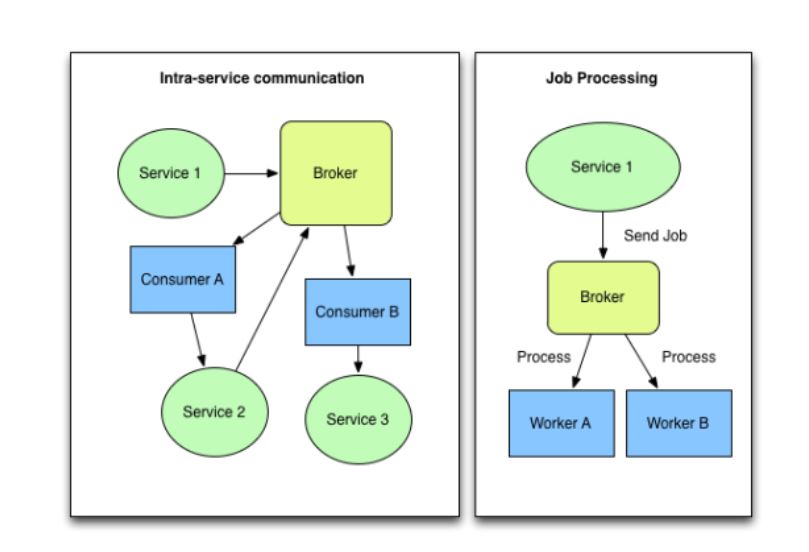 Intra-service communication
Service 1
Broker
Consumer A
Consumer B
Service 2
Service 3
Job Processing
Service 1
Send Job
Broker
Process
Process
Worker A
Worker B